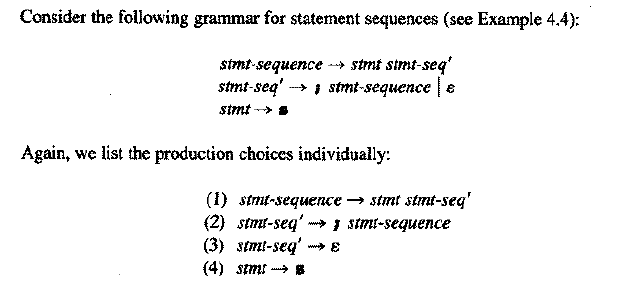 Consider the following grammar for statement sequences (see Example 4.4):
stmt-sequence → stmt stmt-seq'
stmt-seq' → ; stmt-sequence | ε
stmt → s
Again, we list the production choices individually:
(1) stmt-sequence → stmt stmt-seq'
(2) stmt-seq' → ; stmt-sequence
(3) stmt-seq' → ε
(4) stmt → s